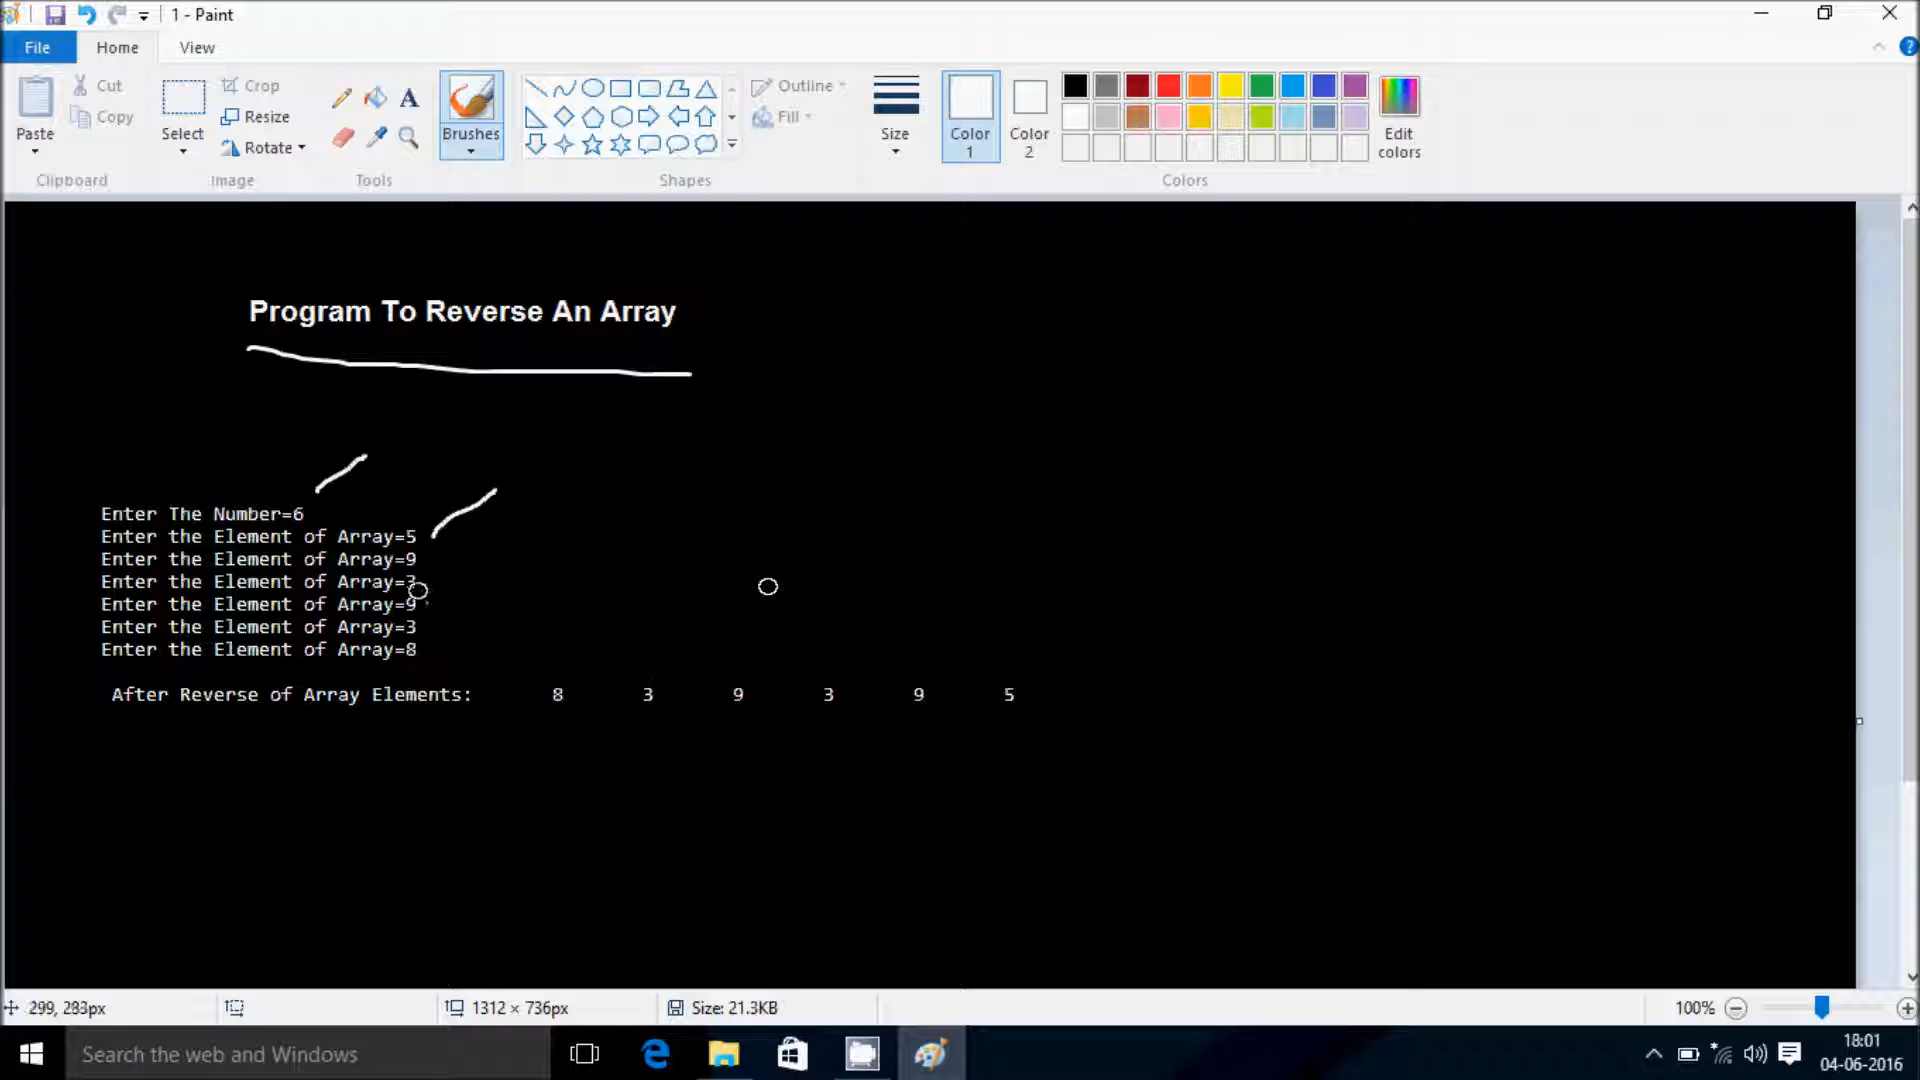 1 - Paint
File Home View
Paste
Cut
Copy
Clipboard
Select
Crop
Resize
Rotate
Image
A
Tools
Brushes
Shapes
Outline
Fill
Size
Color 1
Color 2
Edit colors
Colors
Program To Reverse An Array
Enter The Number=6
Enter the Element of Array=5
Enter the Element of Array=9
Enter the Element of Array=3
Enter the Element of Array=9
Enter the Element of Array=3
Enter the Element of Array=8
After Reverse of Array Elements: 8 3 9 3 9 5
299, 283px 1312 × 736px Size: 21.3KB 100%
Search the web and Windows
18:01
04-06-2016